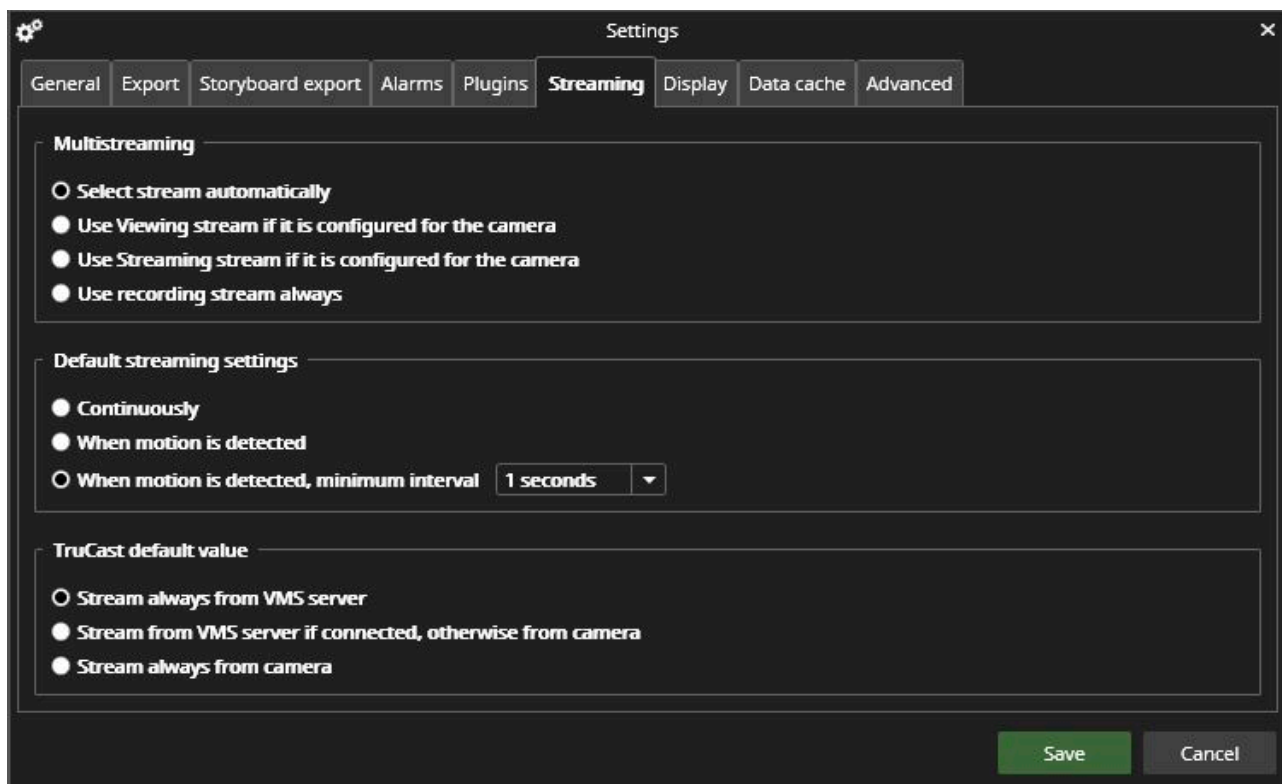 Settings
General Export Storyboard export Alarms Plugins Streaming Display Data cache Advanced
Multistreaming
Select stream automatically
Use Viewing stream if it is configured for the camera
Use Streaming stream if it is configured for the camera
Use recording stream always
Default streaming settings
Continuously
When motion is detected
When motion is detected, minimum interval 1 seconds
TruCast default value
Stream always from VMS server
Stream from VMS server if connected, otherwise from camera
Stream always from camera
Save Cancel